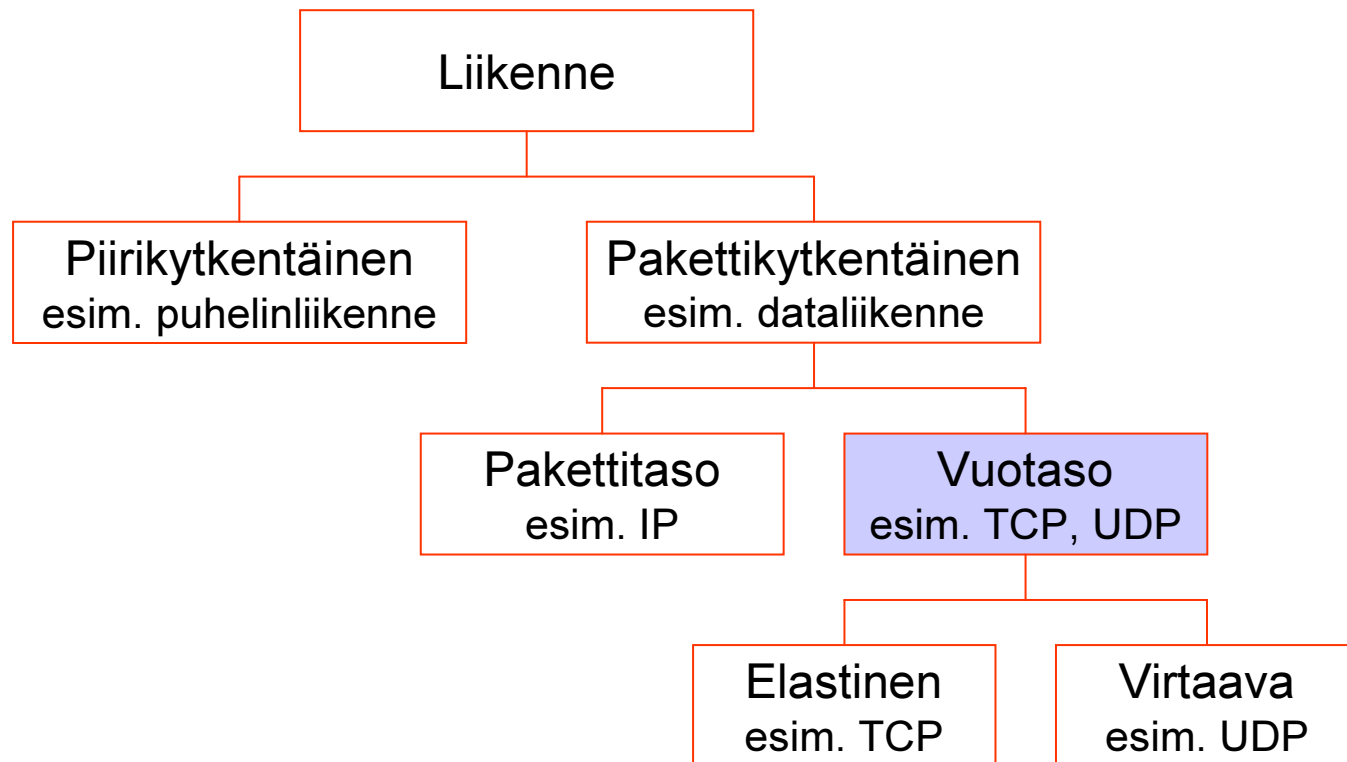 Liikenne
Piirikytkentäinen
esim. puhelinliikenne
Pakettikytkentäinen
esim. dataliikenne
Pakettitaso
esim. IP
Vuotaso
esim. TCP, UDP
Elastinen
esim. TCP
Virtaava
esim. UDP